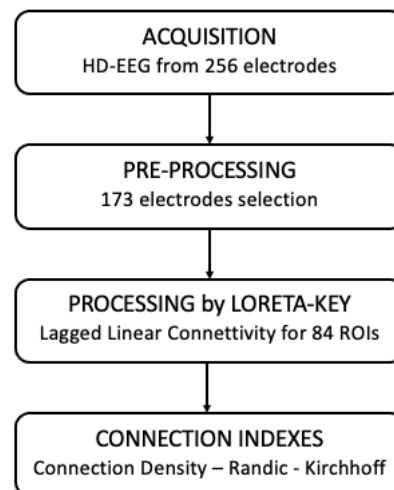 ACQUISITION
HD-EEG from 256 electrodes
PRE-PROCESSING
173 electrodes selection
PROCESSING by LORETA-KEY
Lagged Linear Connettivity for 84 ROIs
CONNECTION INDEXES
Connection Density – Randic - Kirchhoff